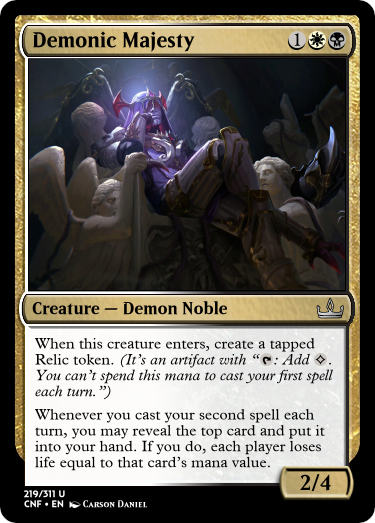 Demonic Majesty 1
Creature — Demon Noble
When this creature enters, create a tapped
Relic token. (It's an artifact with “: Add .
You can't spend this mana to cast your first spell
each turn.”)
Whenever you cast your second spell each
turn, you may reveal the top card and put it
into your hand. If you do, each player loses
life equal to that card's mana value.
2/4
219/311 U
CNF • EN Carson Daniel